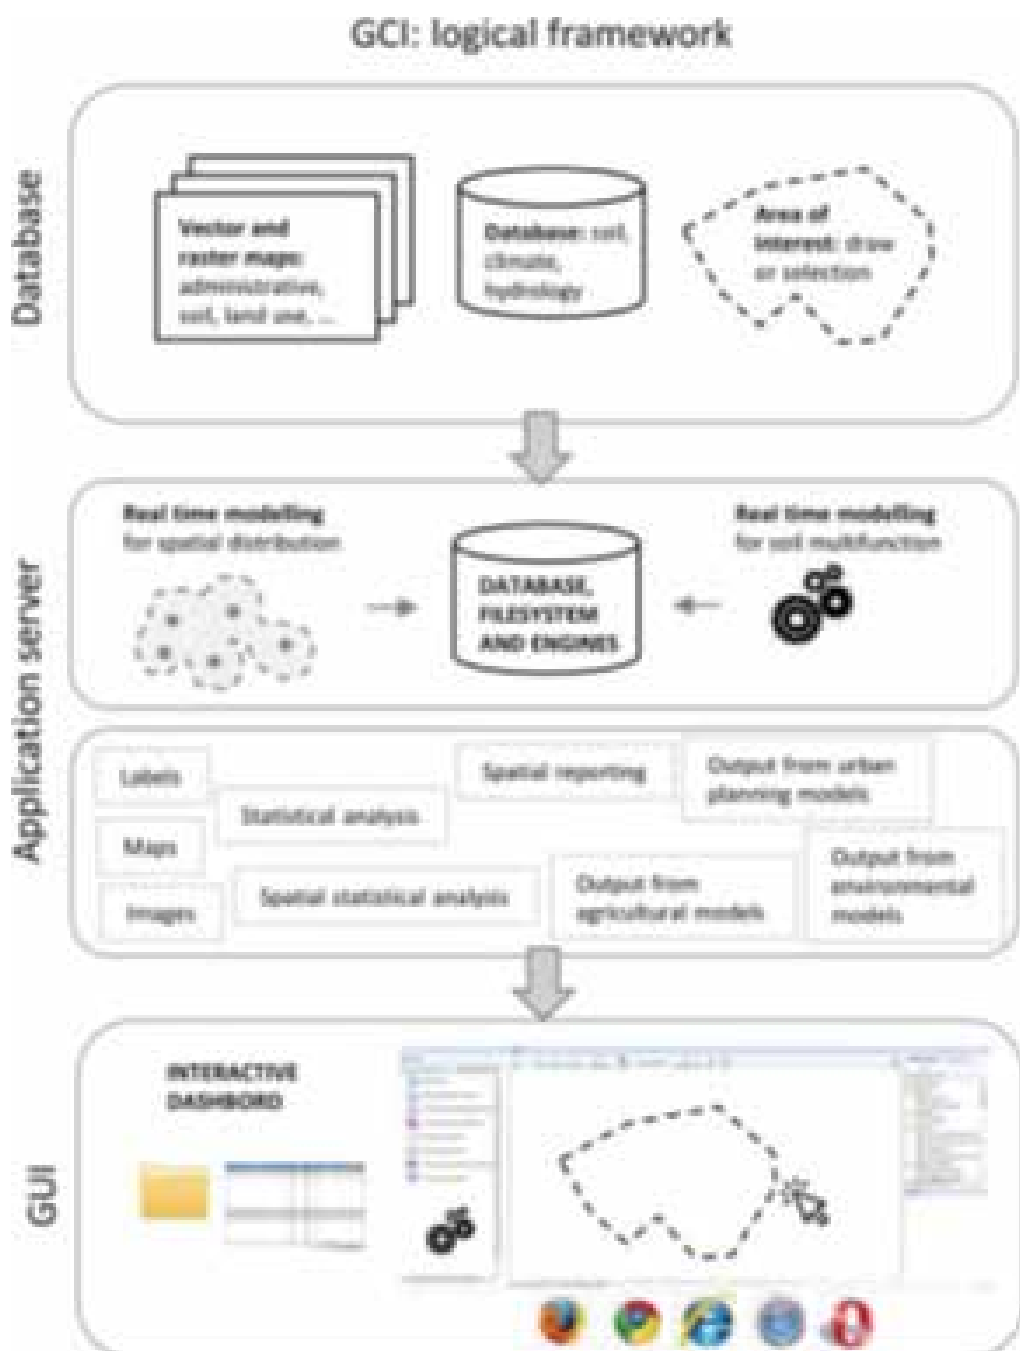 GCI: logical framework
Database
Vector and
raster maps:
administrative,
soil, land use, ...
Database: soil,
climate,
hydrology
Area of
Interest: draw
or selection
Application server
Real time modelling
for spatial distribution
DATABASE,
FILESYSTEM
AND ENGINES
Real time modelling
for soil multifunction
Labels
Maps
Images
Statistical analysis
Spatial statistical analysis
Spatial reporting
Output from urban
planning models
Output from
agricultural models
Output from
environmental
models
GUI
INTERACTIVE
DASHBORD